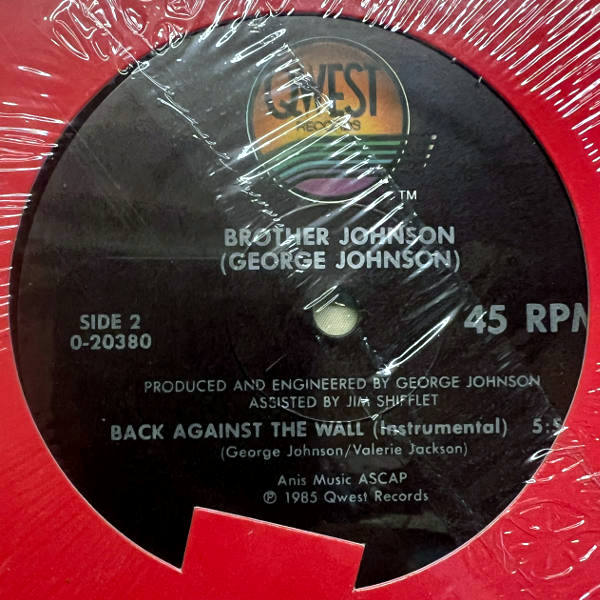 QWEST
RECORDS
TM
BROTHER JOHNSON
(GEORGE JOHNSON)
SIDE 2
0-20380
45 RPM
PRODUCED AND ENGINEERED BY GEORGE JOHNSON
ASSISTED BY JIM SHIFFLET
BACK AGAINST THE WALL (Instrumental) 5:
(George Johnson/Valerie Jackson)
Anis Music ASCAP
℗ 1985 Qwest Records